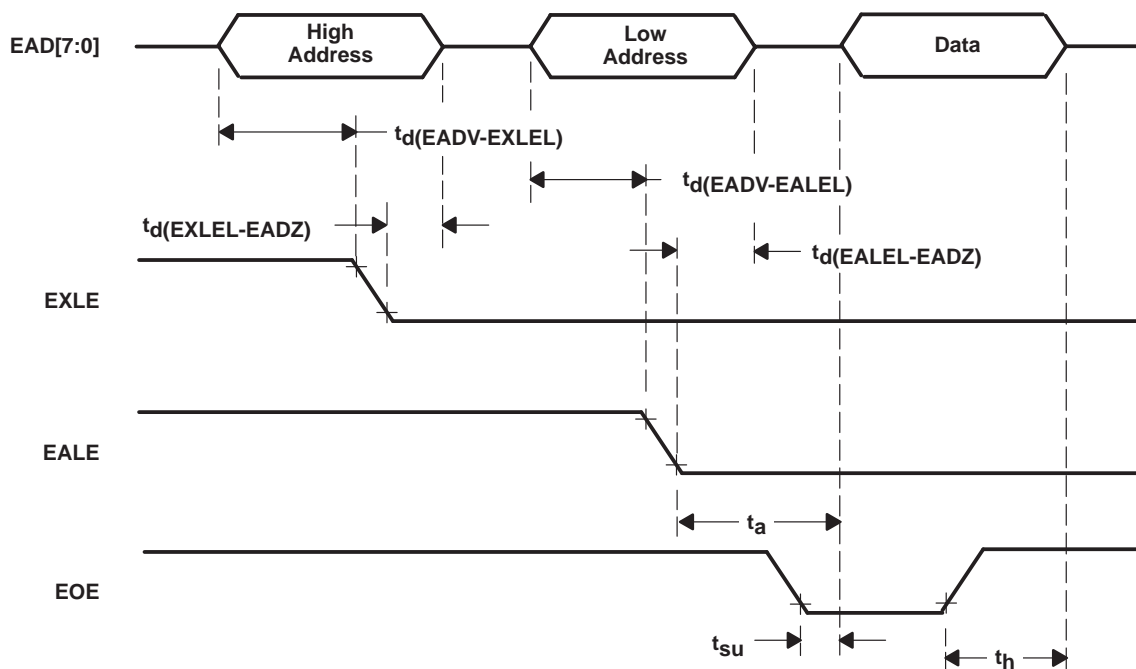 EAD[7:0]
High
Address
Low
Address
Data
td(EADV-EXLEL)
td(EADV-EALEL)
td(EXLEL-EADZ)
td(EALEL-EADZ)
EXLE
EALE
ta
EOE
tsu
th